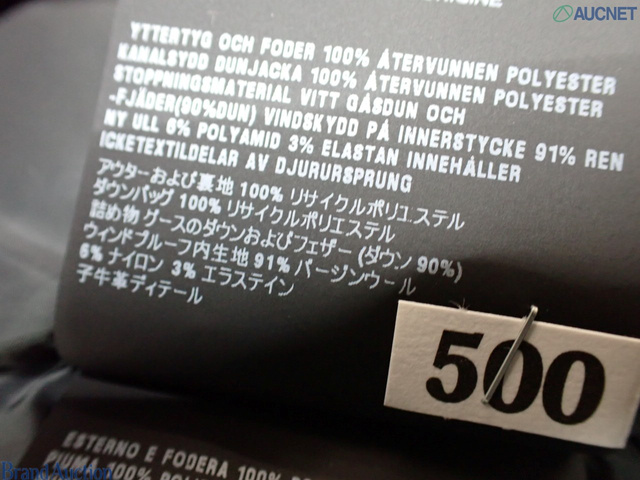 AUCNET
YTTERTYG OCH FODER 100% ÅTERVUNNEN POLYESTER
KANALSYDD DUNJACKA 100% ÅTERVUNNEN POLYESTER
STOPPNINGSMATERIAL VITT GÅSDUN OCH
-FJÄDER(90%DUN) VINDSKYDD PÅ INNERSTYCKE 91% REN
NY ULL 6% POLYAMID 3% ELASTAN INNEHÅLLER
ICKETEXTILDELAR AV DJURURSPRUNG
アウターおよび裏地 100% リサイクルポリエステル
ダウンバッグ 100% リサイクルポリエステル
詰め物 グースのダウンおよびフェザー (ダウン 90%)
ウィンドプルーフ内生地 91% バージンウール
6% ナイロン 3% エラステイン
子牛革ディテール
500
ESTERNO E FODERA 100%
100%
Brand Auction